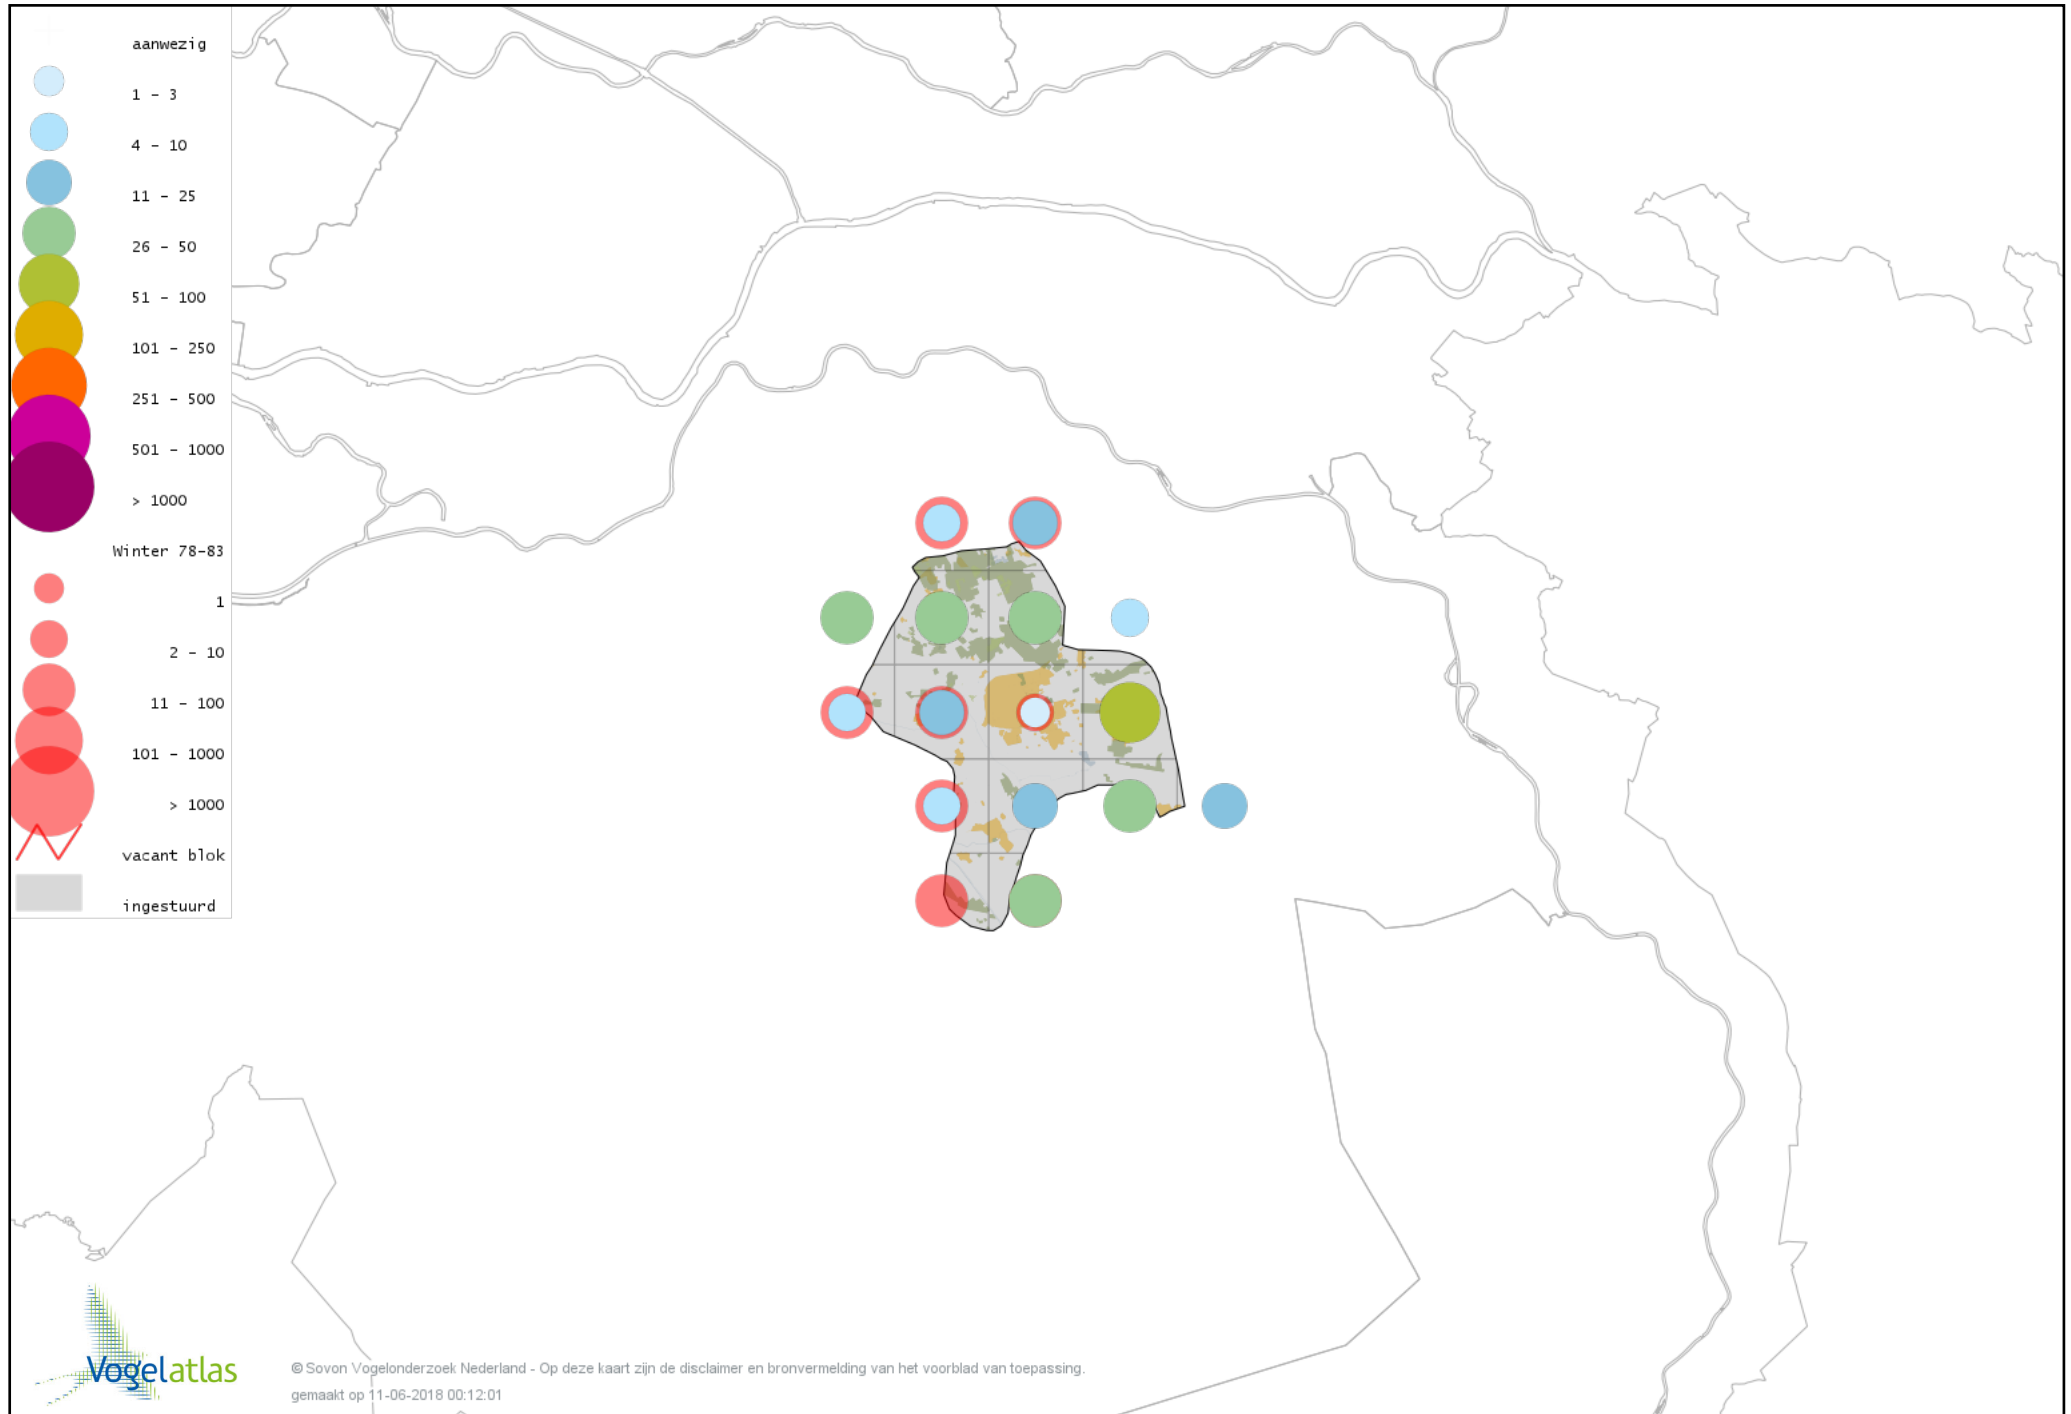 aanwezig
1 - 3
4 - 10
11 - 25
26 - 50
51 - 100
101 - 250
251 - 500
501 - 1000
> 1000
Winter 78-83
1
2 - 10
11 - 100
101 - 1000
> 1000
vacant blok
ingestuurd
Vogelatlas
© Sovon Vogelonderzoek Nederland - Op deze kaart zijn de disclaimer en bronvermelding van het voorblad van toepassing.
gemaakt op 11-06-2018 00:12:01